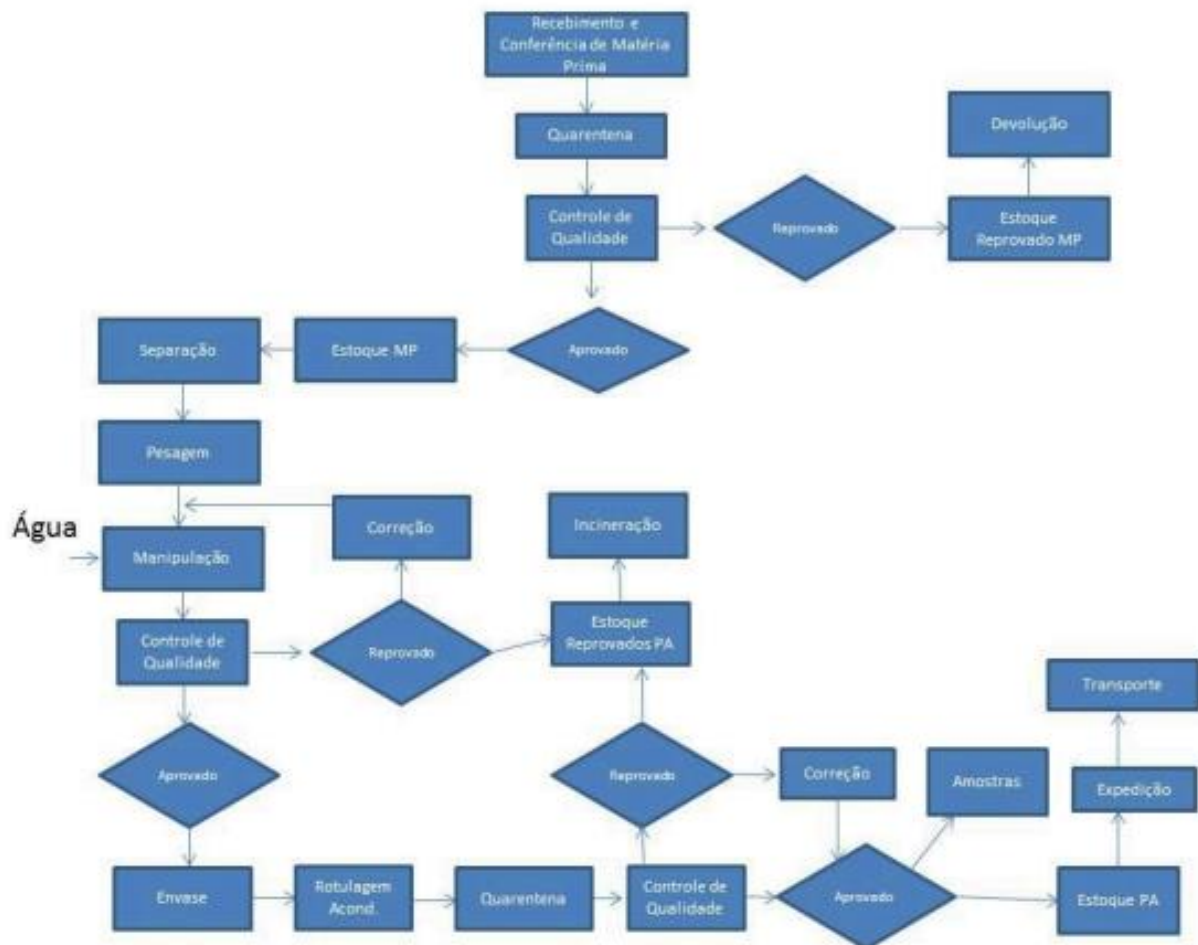 Recebimento e
Conferência de Matéria
Prima
Quarentena
Devolução
Controle de
Qualidade
Reprovado
Estoque
Reprovado MP
Separação
Estoque MP
Aprovado
Pesagem
Água
Correção
Incineração
Manipulação
Controle de
Qualidade
Reprovado
Estoque
Reprovados PA
Transporte
Aprovado
Reprovado
Correção
Amostras
Expedição
Envase
Rotulagem
Acond.
Quarentena
Controle de
Qualidade
Aprovado
Estoque PA